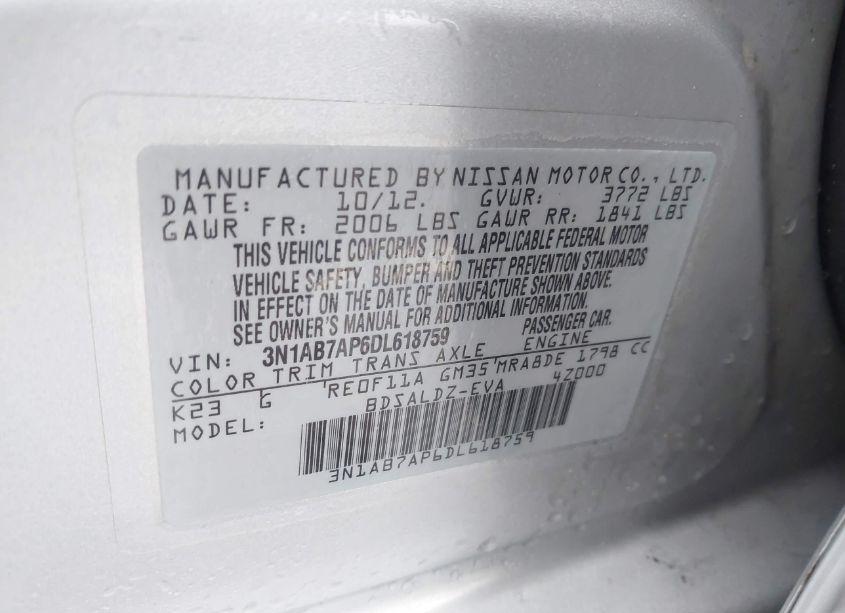 MANUFACTURED BY NISSAN MOTOR CO., LTD.
DATE: 10/12. GVWR: 3772 LBS
GAWR FR: 2006 LBS GAWR RR: 1841 LBS
THIS VEHICLE CONFORMS TO ALL APPLICABLE FEDERAL MOTOR
VEHICLE SAFETY, BUMPER AND THEFT PREVENTION STANDARDS
IN EFFECT ON THE DATE OF MANUFACTURE SHOWN ABOVE.
SEE OWNER'S MANUAL FOR ADDITIONAL INFORMATION.
VIN: 3N1AB7AP6DL618759 PASSENGER CAR.
COLOR TRIM TRANS AXLE ENGINE
K23 G RE0F11A GM35 MRA8DE 1798 CC
MODEL: BDSALDZ-EVA 4Z000
3N1AB7AP6DL618759